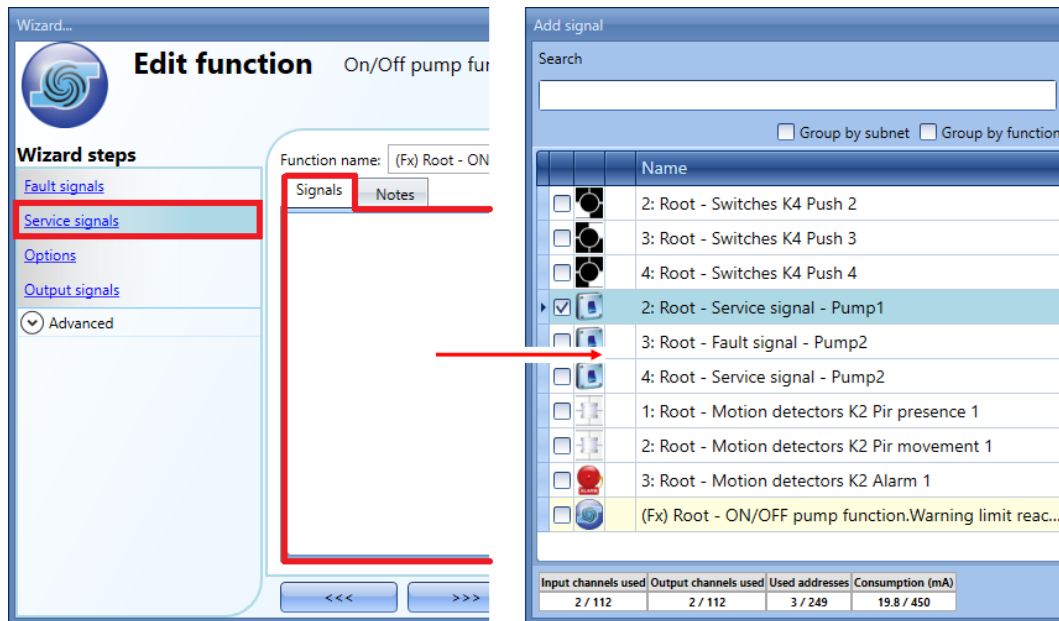 Wizard...
Edit function On/Off pump fur
Wizard steps
Fault signals
Service signals
Options
Output signals
Advanced
Function name: (Fx) Root - ON
Signals Notes
<<< >>>
Add signal
Search
Group by subnet Group by function
Name
2: Root - Switches K4 Push 2
3: Root - Switches K4 Push 3
4: Root - Switches K4 Push 4
2: Root - Service signal - Pump1
3: Root - Fault signal - Pump2
4: Root - Service signal - Pump2
1: Root - Motion detectors K2 Pir presence 1
2: Root - Motion detectors K2 Pir movement 1
3: Root - Motion detectors K2 Alarm 1
(Fx) Root - ON/OFF pump function.Warning limit reac...
Input channels used Output channels used Used addresses Consumption (mA)
2 / 112 2 / 112 3 / 249 19.8 / 450